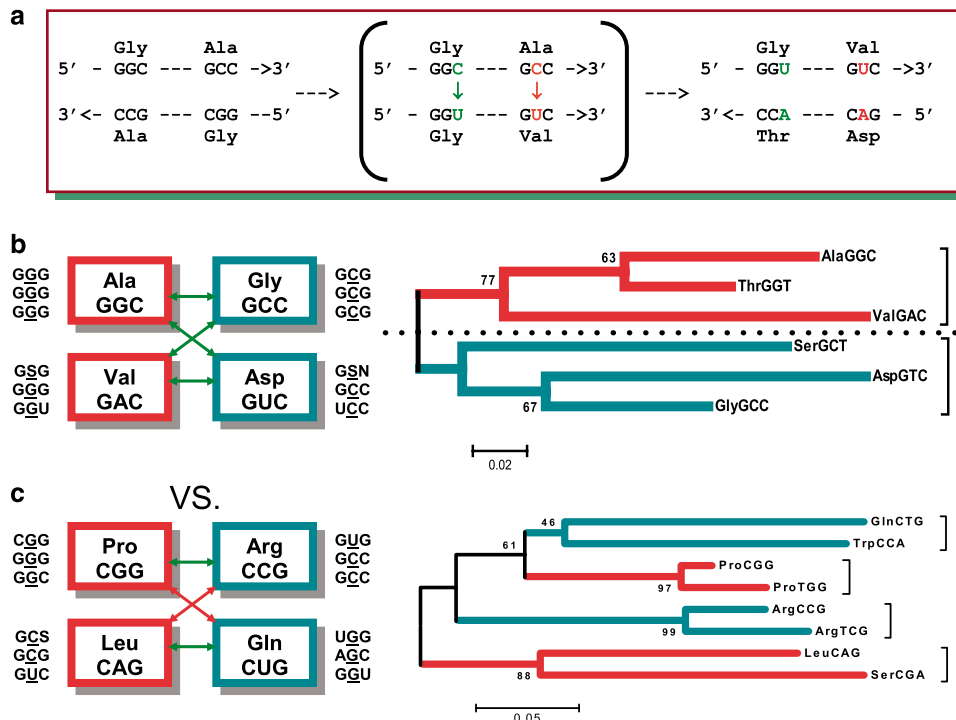 a
Gly Ala
5′ - GGC --- GCC ->3′
3′<- CCG --- CGG --5′
Ala Gly
--->
Gly Ala
5′ - GGC --- GCC ->3′
5′ - GGU --- GUC ->3′
Gly Val
--->
Gly Val
5′ - GGU --- GUC ->3′
3′<- CCA --- CAG - 5′
Thr Asp
b
GGG
GGG
GGG
Ala
GGC
Gly
GCC
GCG
GCG
GCG
GSG
GGG
GGU
Val
GAC
Asp
GUC
GSN
GCC
UCC
77
63
AlaGGC
ThrGGT
ValGAC
SerGCT
AspGTC
67
GlyGCC
0.02
c
VS.
CGG
GGG
GGC
Pro
CGG
Arg
CCG
GUG
GCC
GCC
GCS
GCG
GUC
Leu
CAG
Gln
CUG
UGG
AGC
GGU
46
GlnCTG
61
TrpCCA
ProCGG
97
ProTGG
ArgCCG
99
ArgTCG
LeuCAG
88
SerCGA
0.05